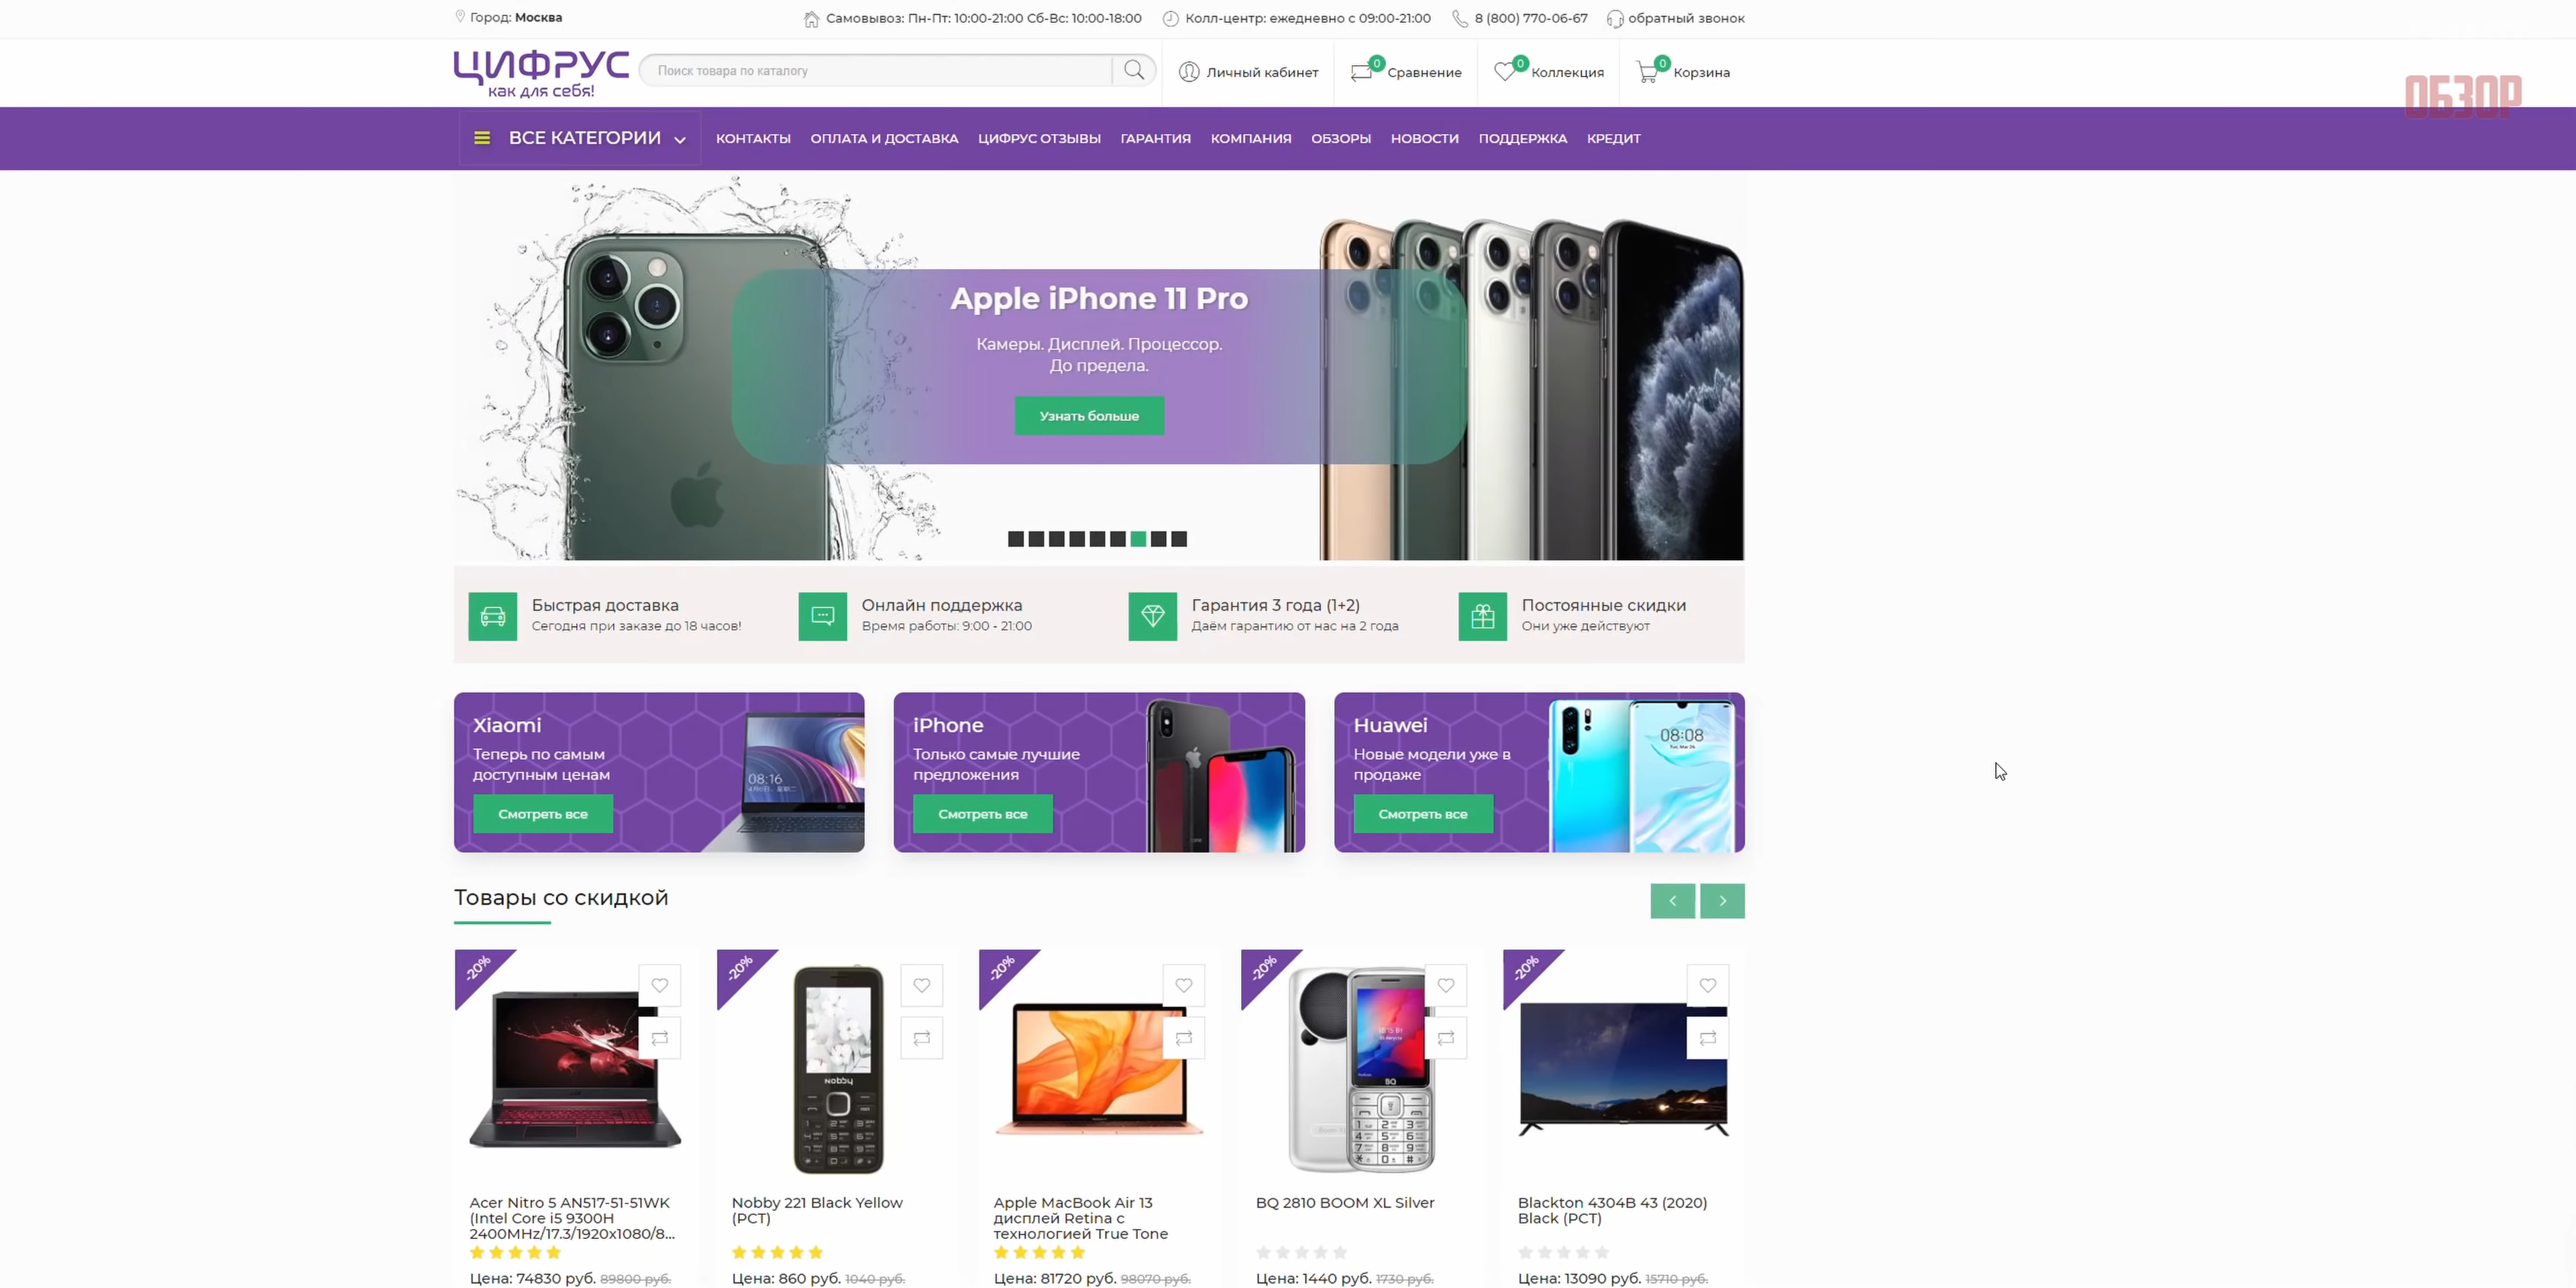 Город: Москва
Самовывоз: Пн-Пт: 10:00-21:00 Сб-Вс: 10:00-18:00
Колл-центр: ежедневно с 09:00-21:00
8 (800) 770-06-67
обратный звонок
ЦИФРУС
как для себя!
Поиск товара по каталогу
Личный кабинет
0
Сравнение
0
Коллекция
0
Корзина
ОБЗОР
ВСЕ КАТЕГОРИИ
КОНТАКТЫ
ОПЛАТА И ДОСТАВКА
ЦИФРУС ОТЗЫВЫ
ГАРАНТИЯ
КОМПАНИЯ
ОБЗОРЫ
НОВОСТИ
ПОДДЕРЖКА
КРЕДИТ
Apple iPhone 11 Pro
Камеры. Дисплей. Процессор.
До предела.
Узнать больше
Быстрая доставка
Сегодня при заказе до 18 часов!
Онлайн поддержка
Время работы: 9:00 - 21:00
Гарантия 3 года (1+2)
Даём гарантию от нас на 2 года
Постоянные скидки
Они уже действуют
Xiaomi
Теперь по самым
доступным ценам
Смотреть все
08:16
iPhone
Только самые лучшие
предложения
Смотреть все
Huawei
Новые модели уже в
продаже
Смотреть все
08:08
Товары со скидкой
-20%
-20%
-20%
-20%
-20%
Nobby
BQ
Acer Nitro 5 AN517-51-51WK
(Intel Core i5 9300H
2400MHz/17.3/1920x1080/8...
Цена: 74830 руб. 89800 руб.
Nobby 221 Black Yellow
(РСТ)
Цена: 860 руб. 1040 руб.
Apple MacBook Air 13
дисплей Retina с
технологией True Tone
Цена: 81720 руб. 98070 руб.
BQ 2810 BOOM XL Silver
Цена: 1440 руб. 1730 руб.
Blackton 4304B 43 (2020)
Black (РСТ)
Цена: 13090 руб. 15710 руб.